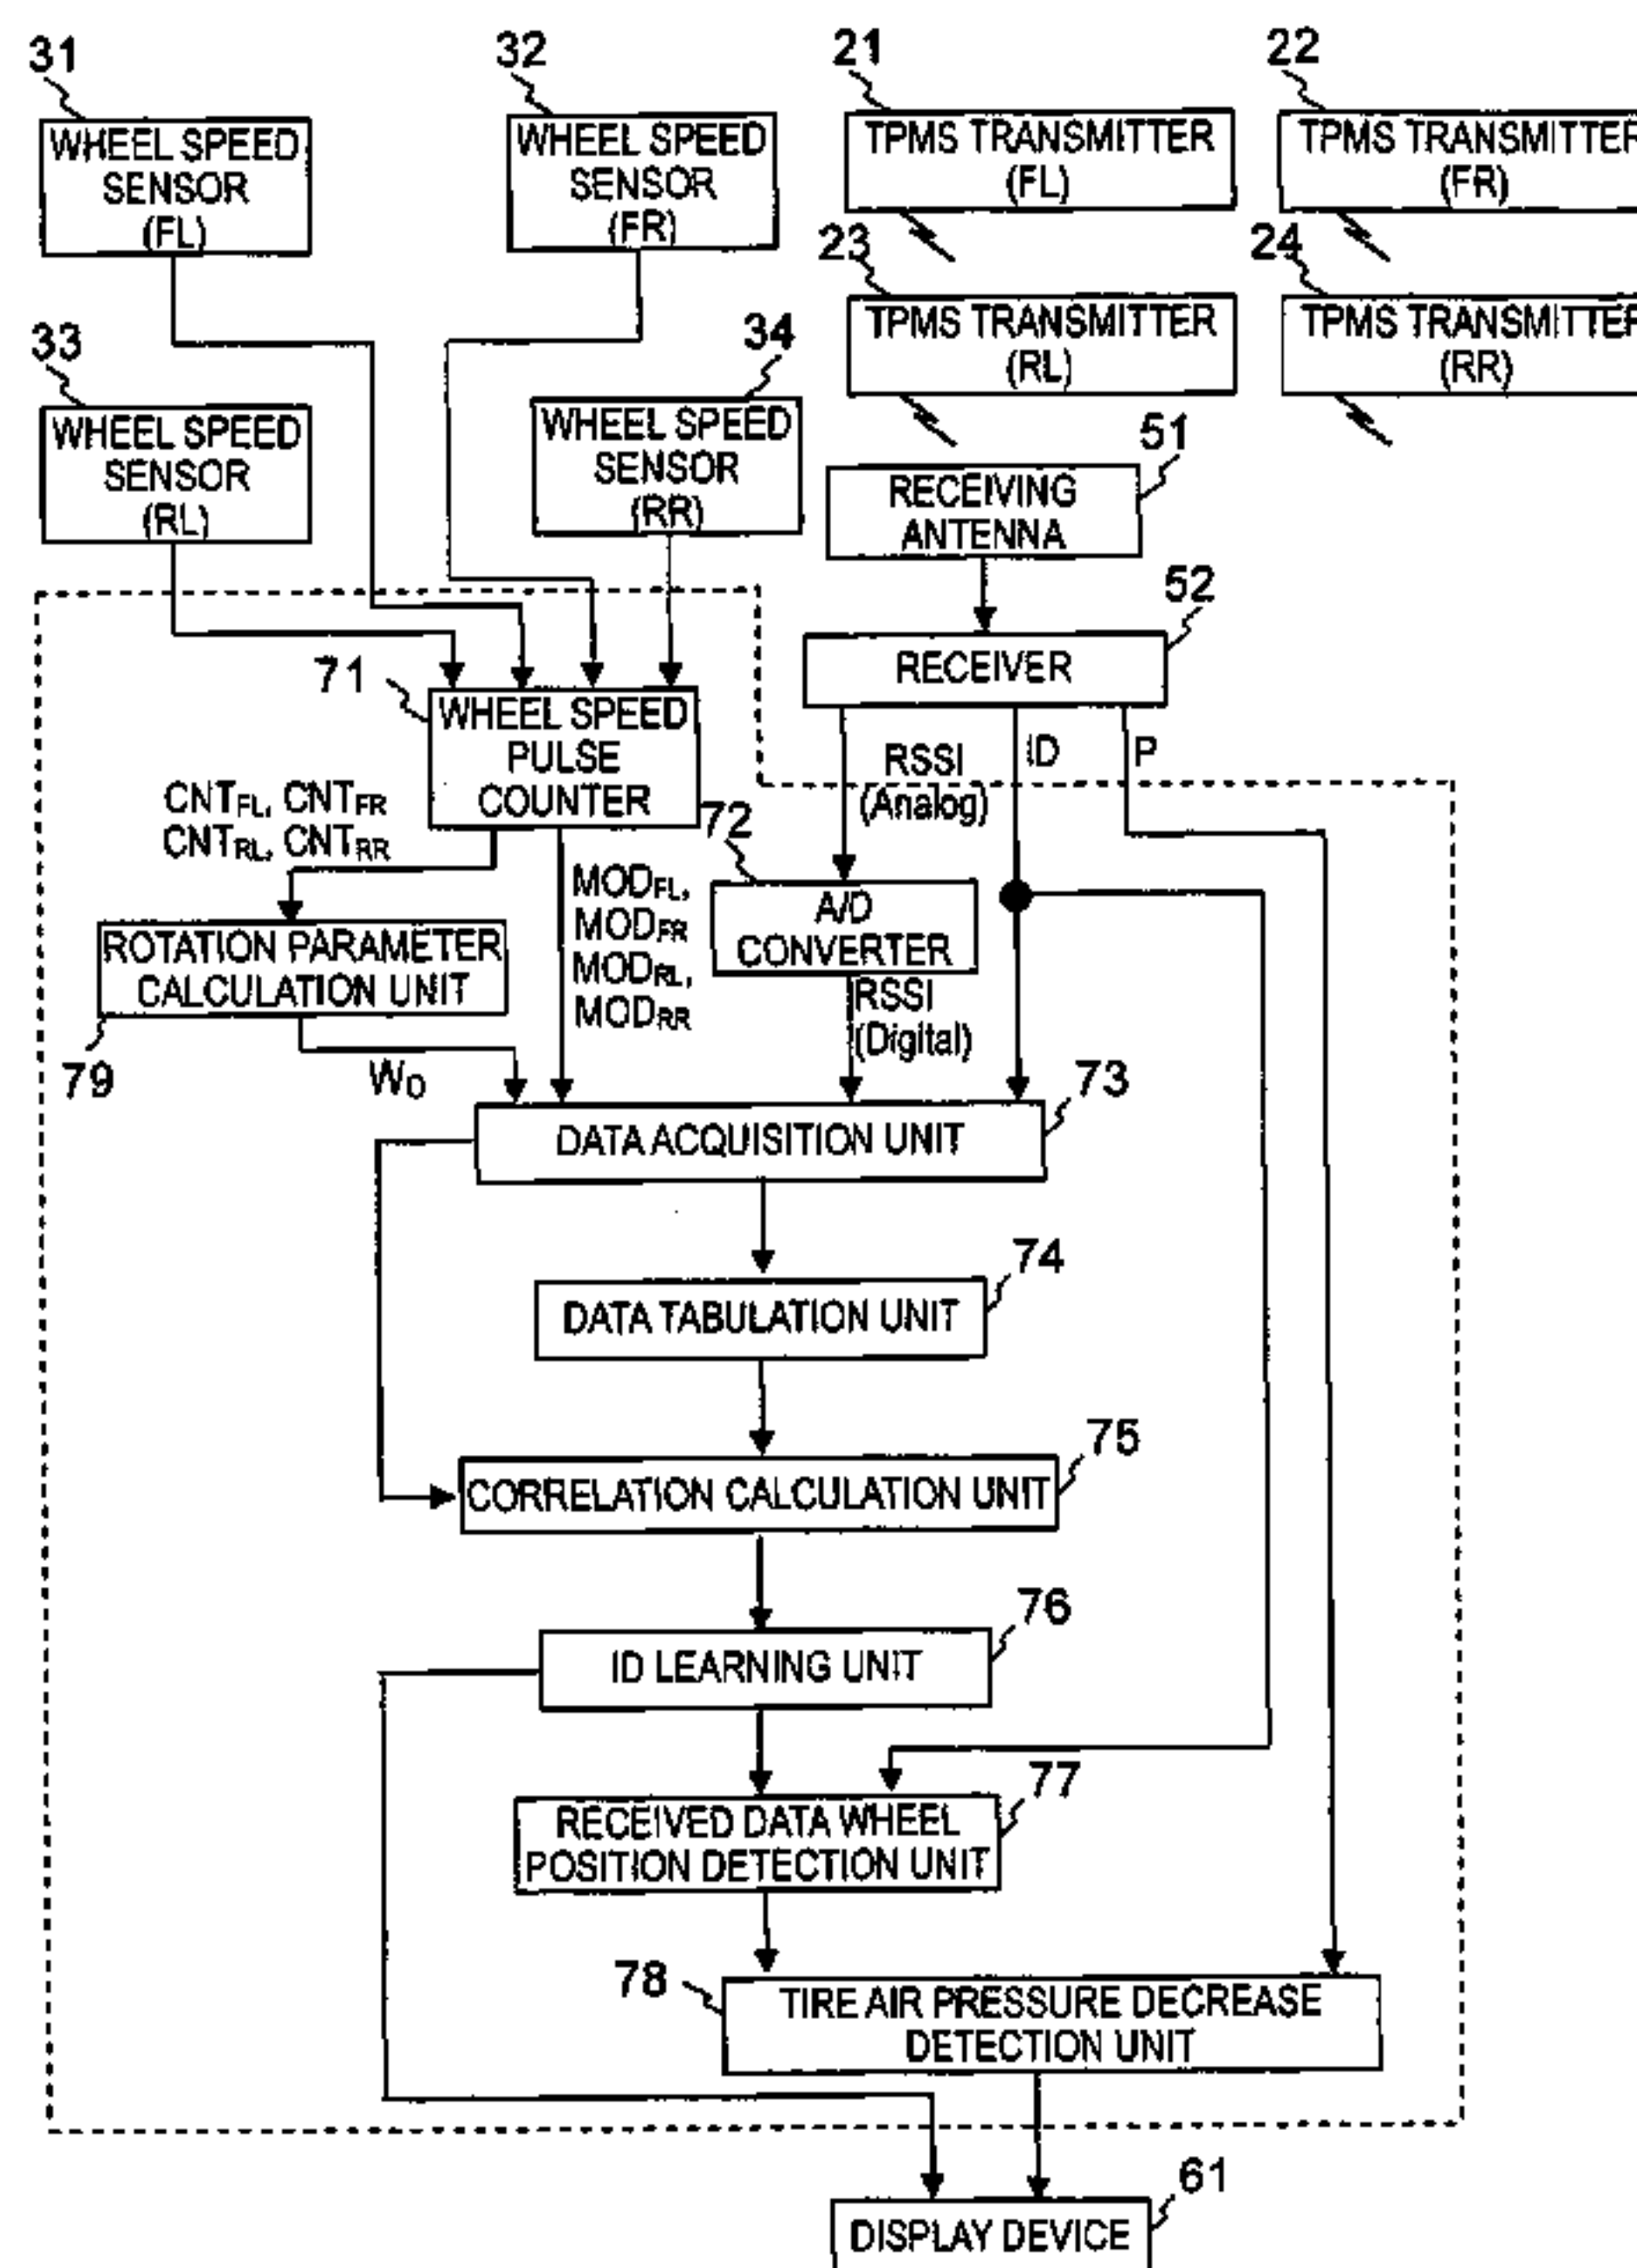 31
32
21
22
WHEEL SPEED
SENSOR
(FL)
WHEEL SPEED
SENSOR
(FR)
TPMS TRANSMITTER
(FL)
TPMS TRANSMITTER
(FR)
33
34
23
24
WHEEL SPEED
SENSOR
(RL)
WHEEL SPEED
SENSOR
(RR)
TPMS TRANSMITTER
(RL)
TPMS TRANSMITTER
(RR)
51
RECEIVING
ANTENNA
52
RECEIVER
71
WHEEL SPEED
PULSE
COUNTER
RSSI
(Analog)
ID
P
CNTFL, CNTFR
CNTRL, CNTRR
72
A/D
CONVERTER
MODFL,
MODFR
MODRL,
MODRR
ROTATION PARAMETER
CALCULATION UNIT
79
W0
RSSI
(Digital)
73
DATA ACQUISITION UNIT
74
DATA TABULATION UNIT
75
CORRELATION CALCULATION UNIT
76
ID LEARNING UNIT
77
RECEIVED DATA WHEEL
POSITION DETECTION UNIT
78
TIRE AIR PRESSURE DECREASE
DETECTION UNIT
61
DISPLAY DEVICE